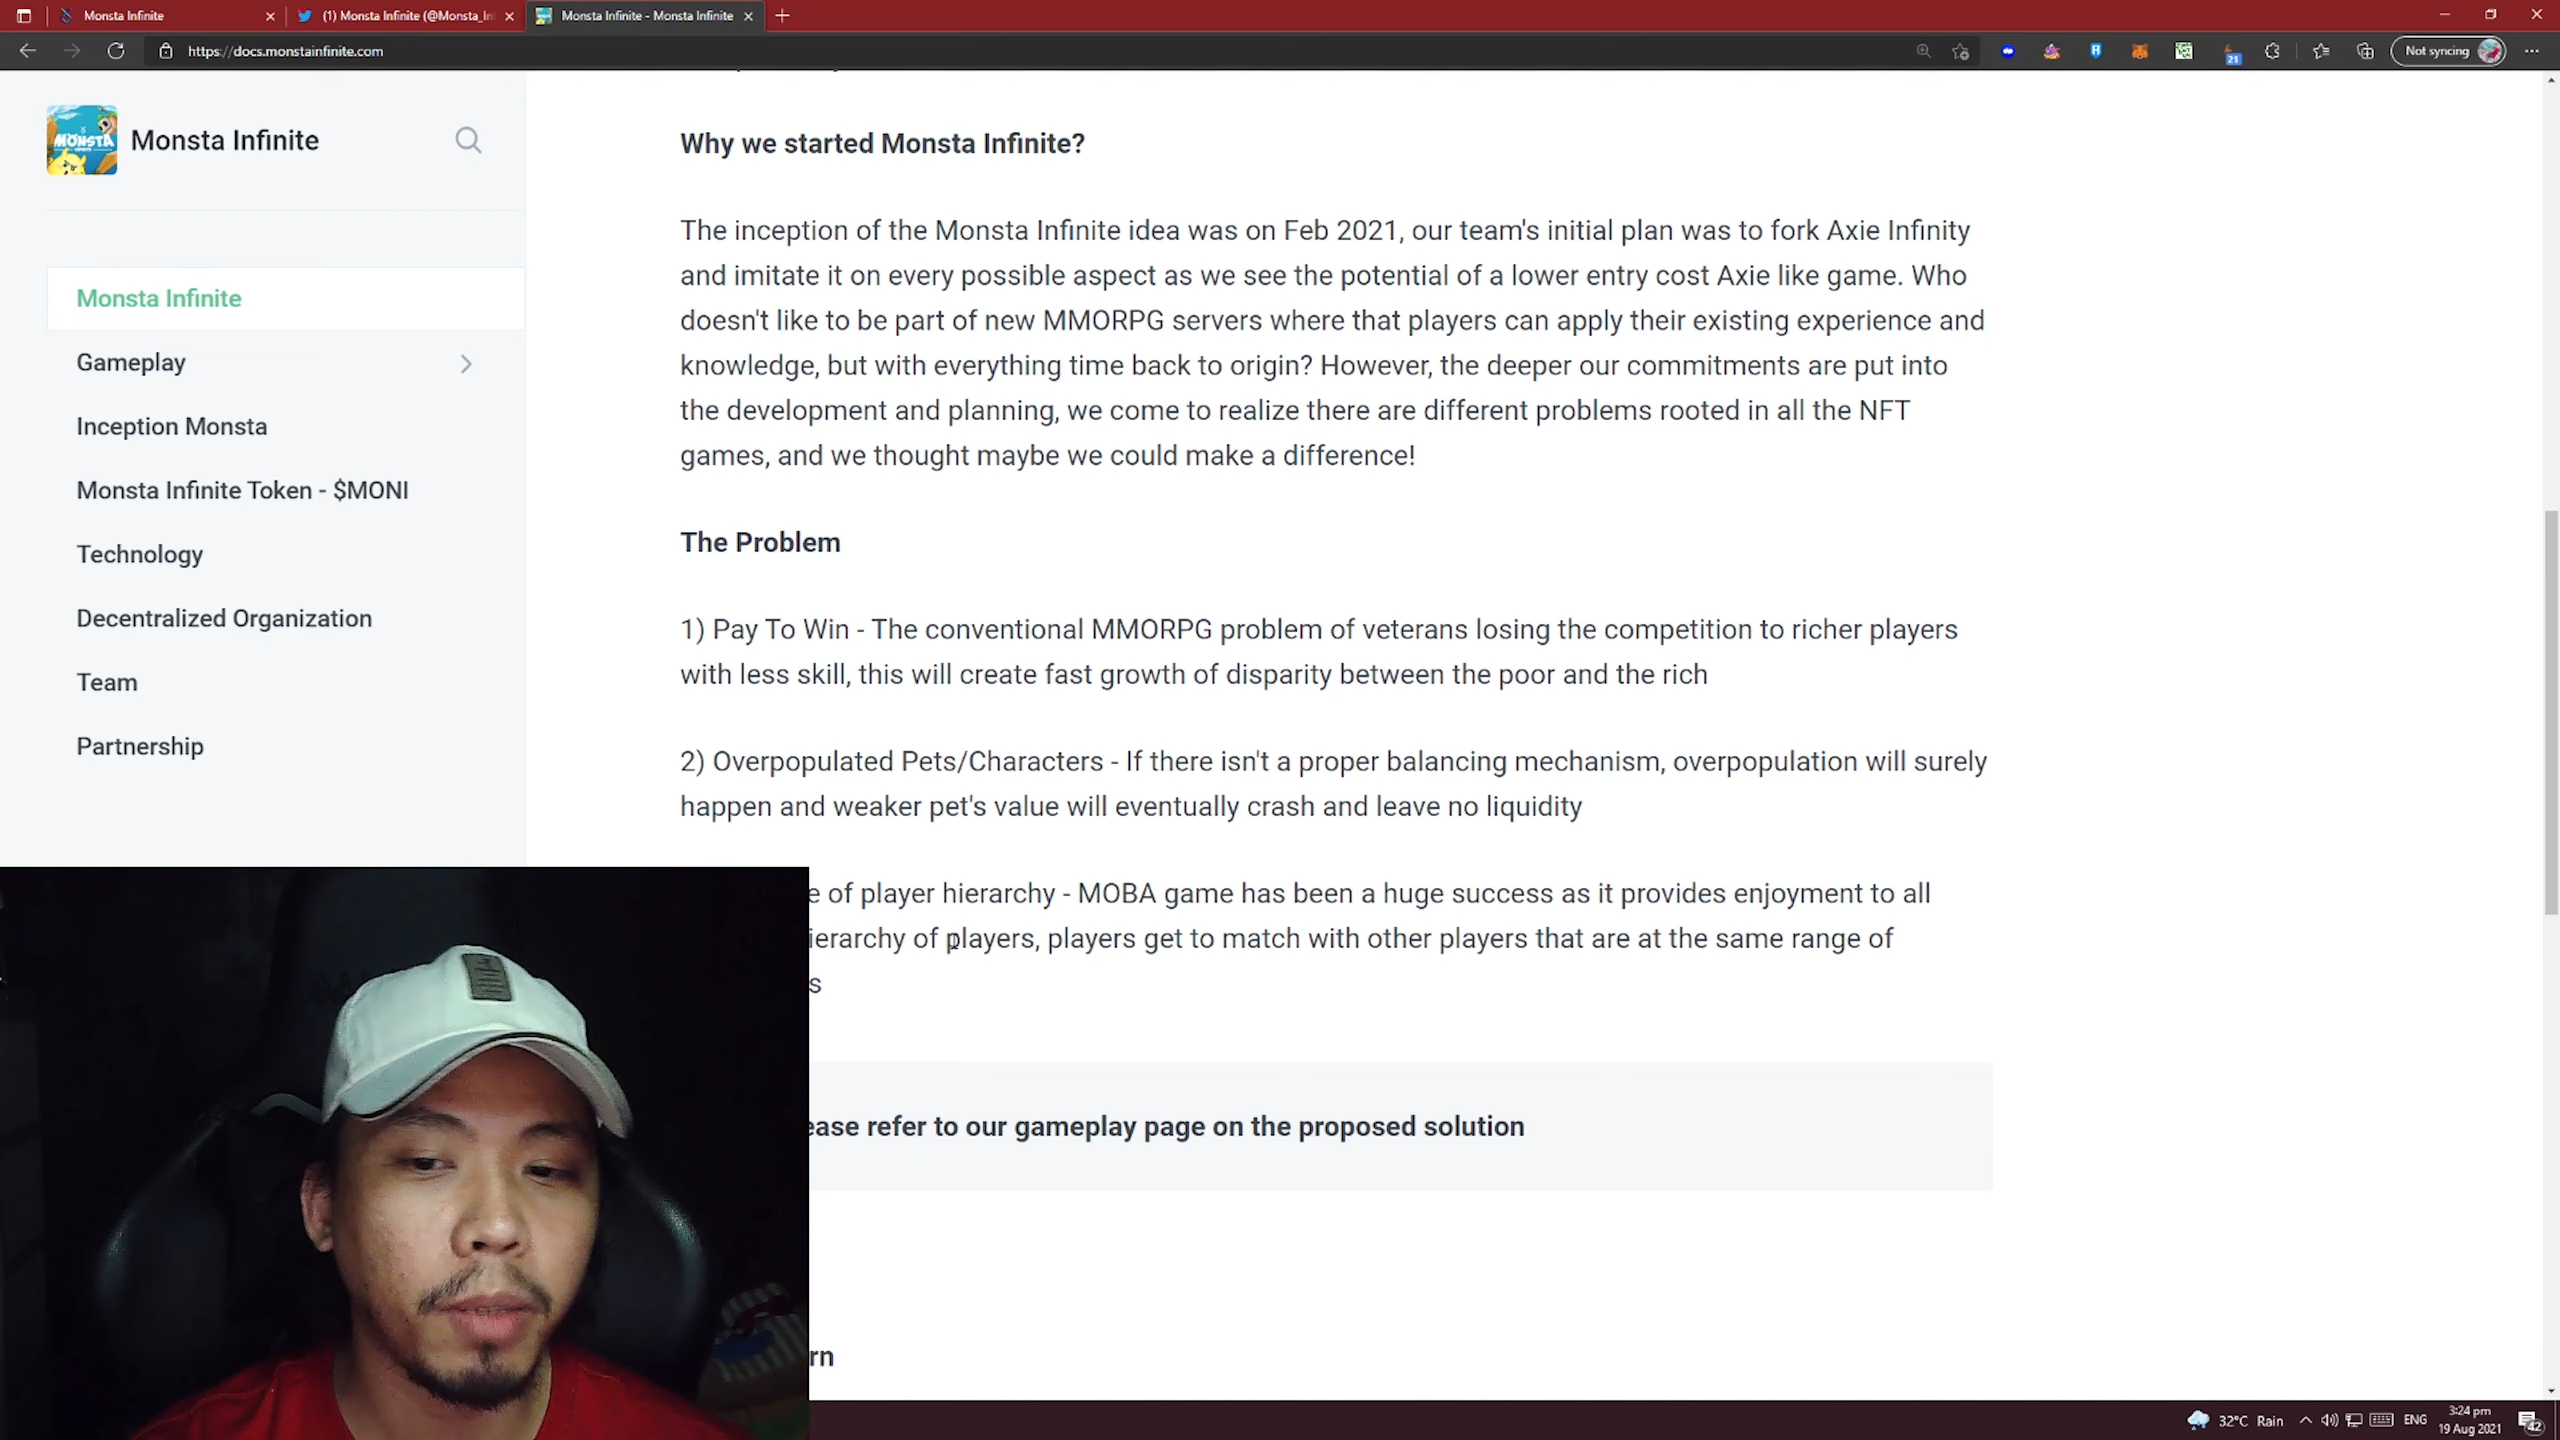 Monsta Infinite
(1) Monsta Infinite (@Monsta_In
Monsta Infinite - Monsta Infinite
https://docs.monstainfinite.com
21
Not syncing
MONSTA
Monsta Infinite
Monsta Infinite
Gameplay
Inception Monsta
Monsta Infinite Token - $MONI
Technology
Decentralized Organization
Team
Partnership
Why we started Monsta Infinite?
The inception of the Monsta Infinite idea was on Feb 2021, our team's initial plan was to fork Axie Infinity
and imitate it on every possible aspect as we see the potential of a lower entry cost Axie like game. Who
doesn't like to be part of new MMORPG servers where that players can apply their existing experience and
knowledge, but with everything time back to origin? However, the deeper our commitments are put into
the development and planning, we come to realize there are different problems rooted in all the NFT
games, and we thought maybe we could make a difference!
The Problem
1) Pay To Win - The conventional MMORPG problem of veterans losing the competition to richer players
with less skill, this will create fast growth of disparity between the poor and the rich
2) Overpopulated Pets/Characters - If there isn't a proper balancing mechanism, overpopulation will surely
happen and weaker pet's value will eventually crash and leave no liquidity
e of player hierarchy - MOBA game has been a huge success as it provides enjoyment to all
ierarchy of players, players get to match with other players that are at the same range of
s
ease refer to our gameplay page on the proposed solution
rn
32°C Rain
ENG
3:24 pm
19 Aug 2021
42